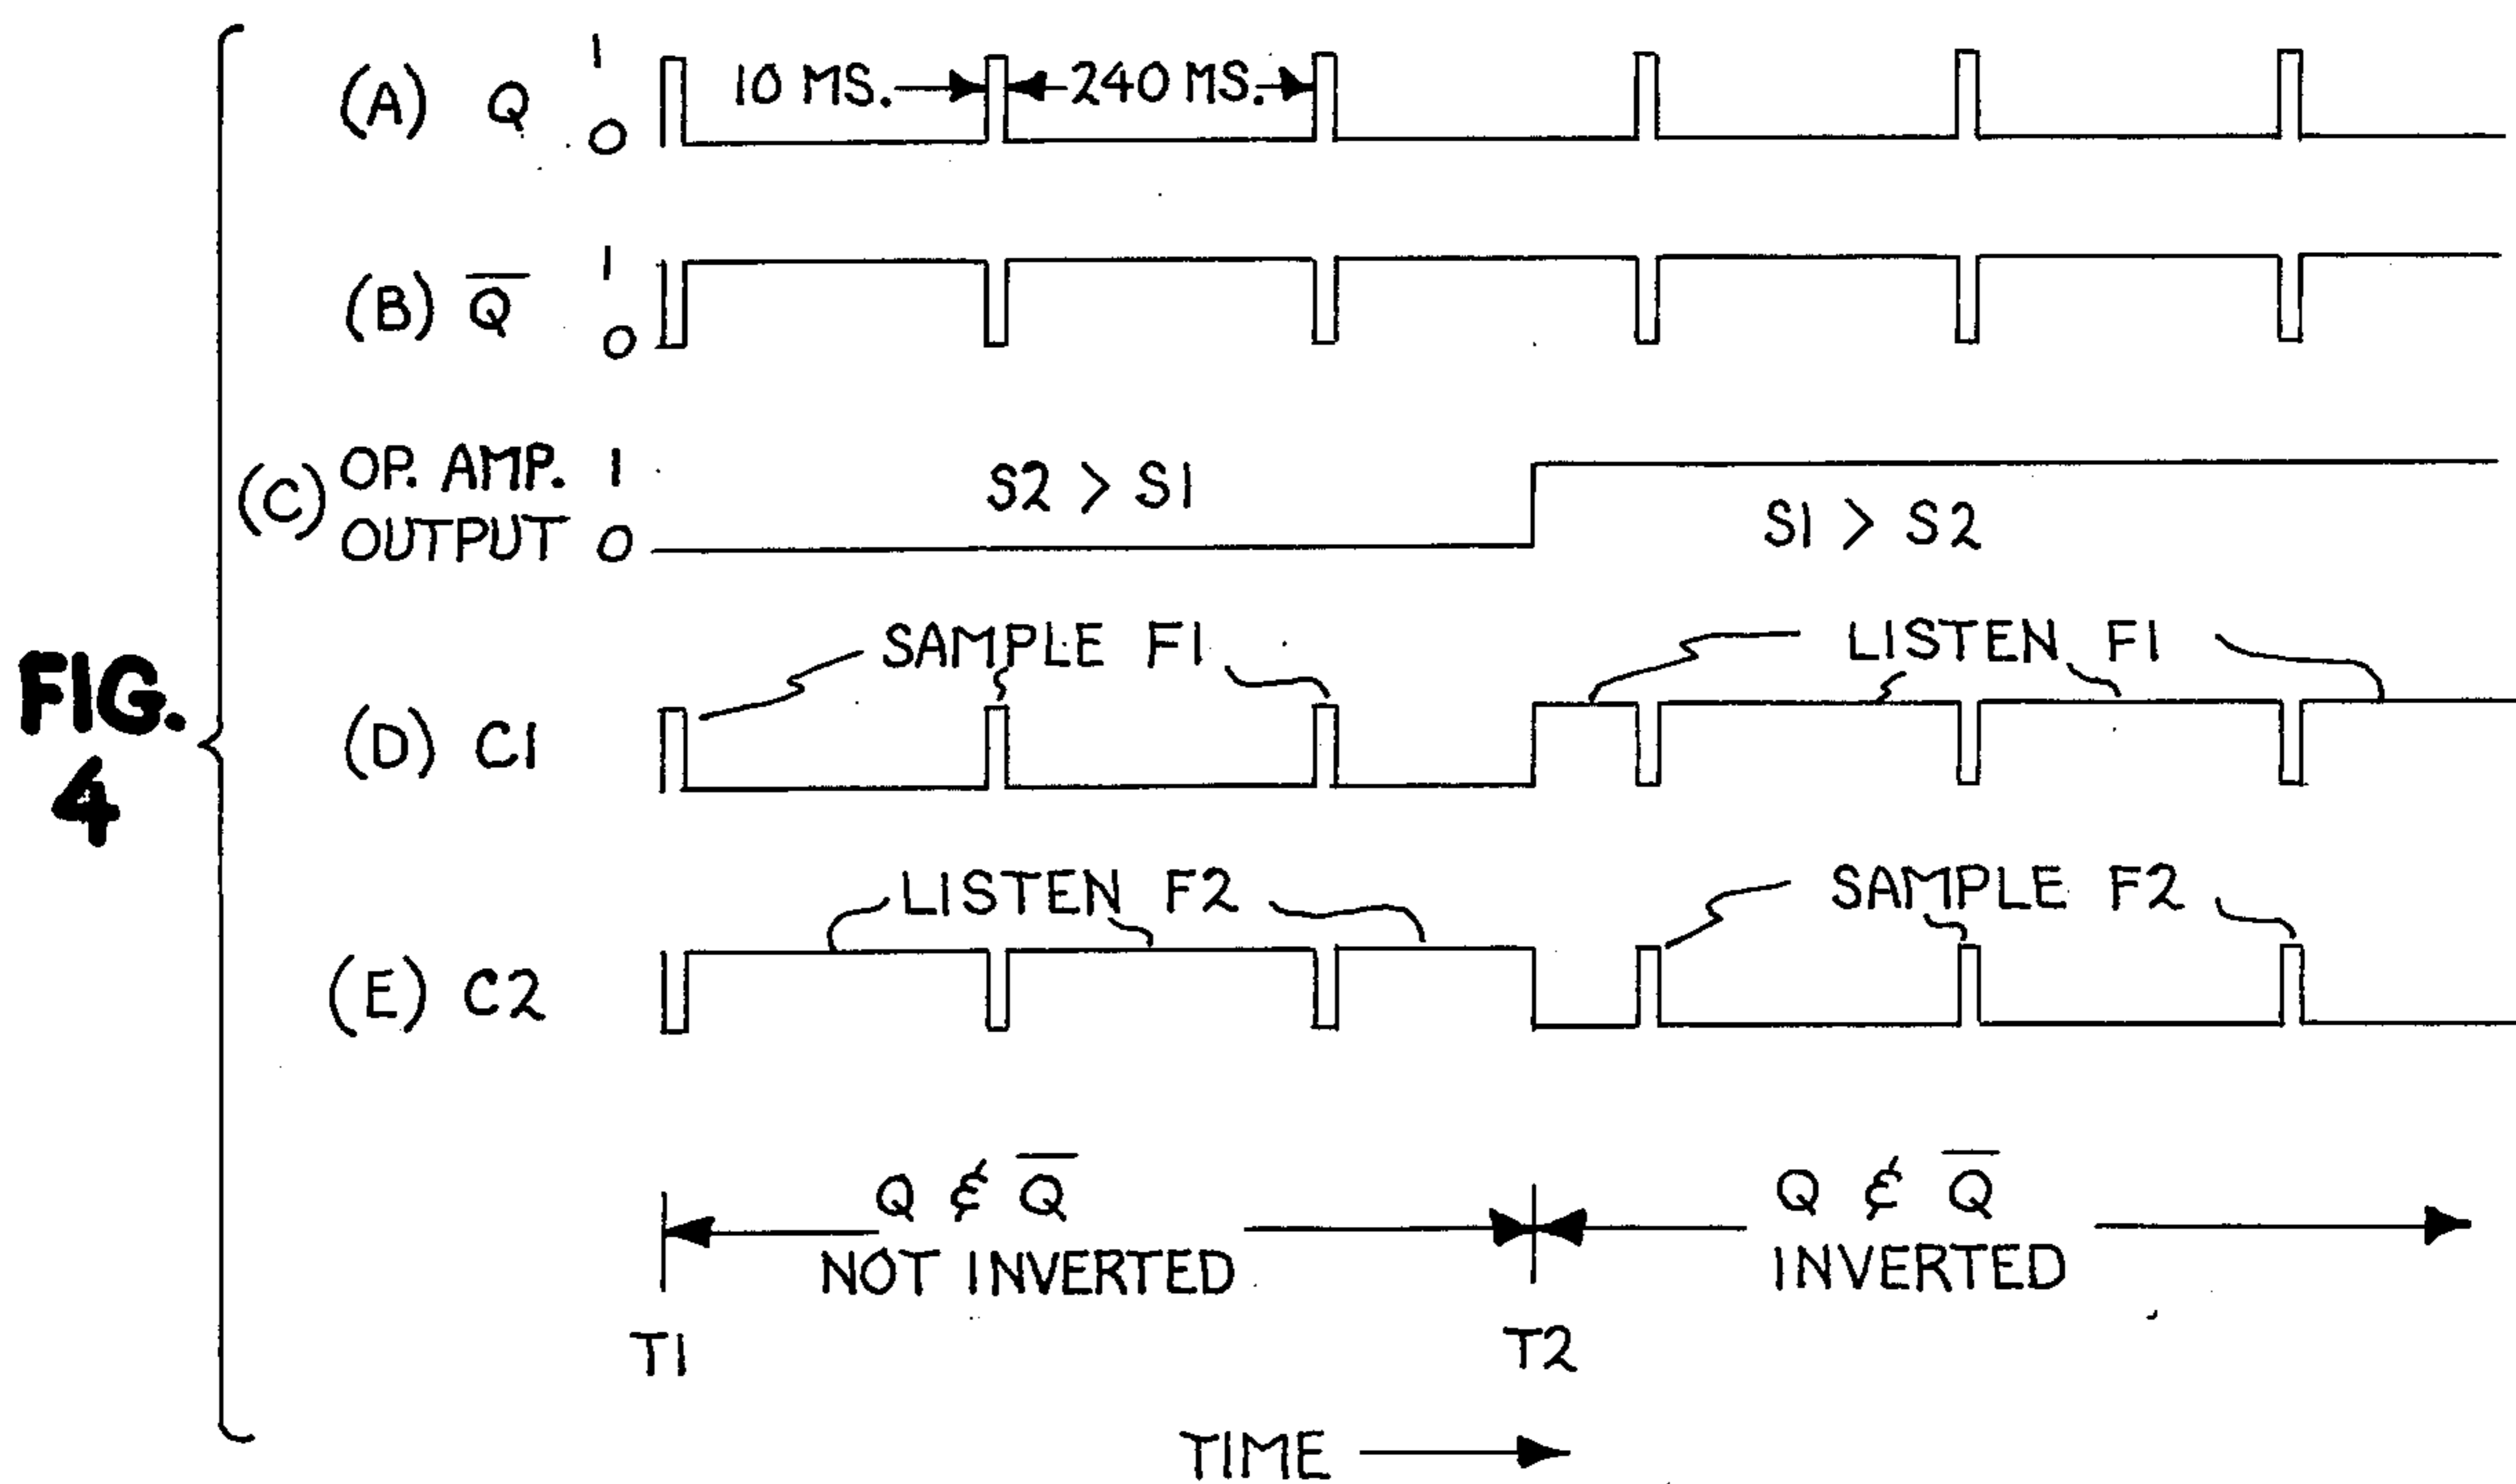 (A) Q 1 0 10 MS. 240 MS.
(B) Q̅ 1 0
(C) OP. AMP. OUTPUT 1 0 S2 > S1 S1 > S2
SAMPLE F1 LISTEN F1
FIG. 4
(D) C1
LISTEN F2 SAMPLE F2
(E) C2
Q & Q̅ Q & Q̅
NOT INVERTED INVERTED
T1 T2
TIME